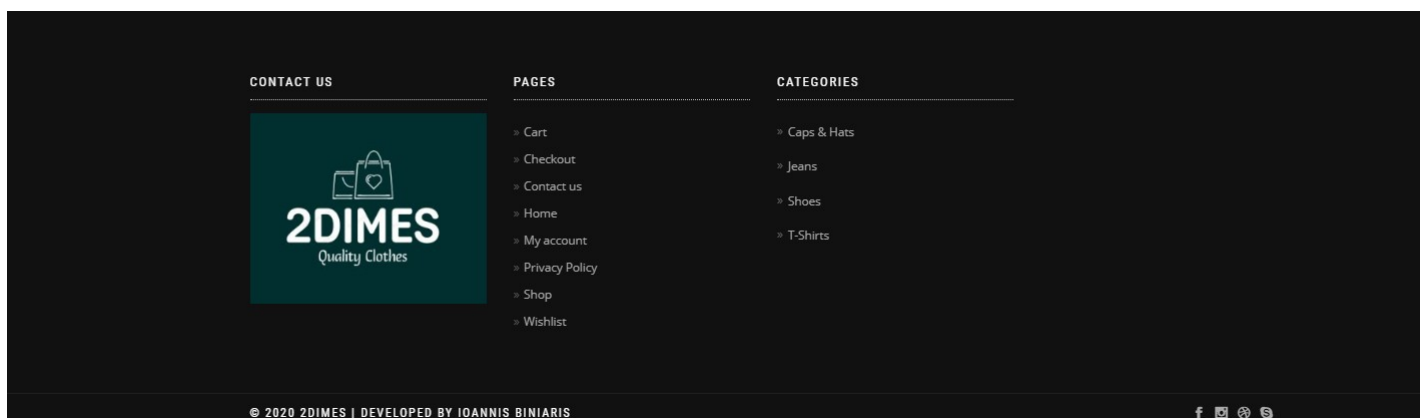 CONTACT US
2DIMES
Quality Clothes
PAGES
» Cart
» Checkout
» Contact us
» Home
» My account
» Privacy Policy
» Shop
» Wishlist
CATEGORIES
» Caps & Hats
» Jeans
» Shoes
» T-Shirts
© 2020 2DIMES | DEVELOPED BY IOANNIS BINIARIS